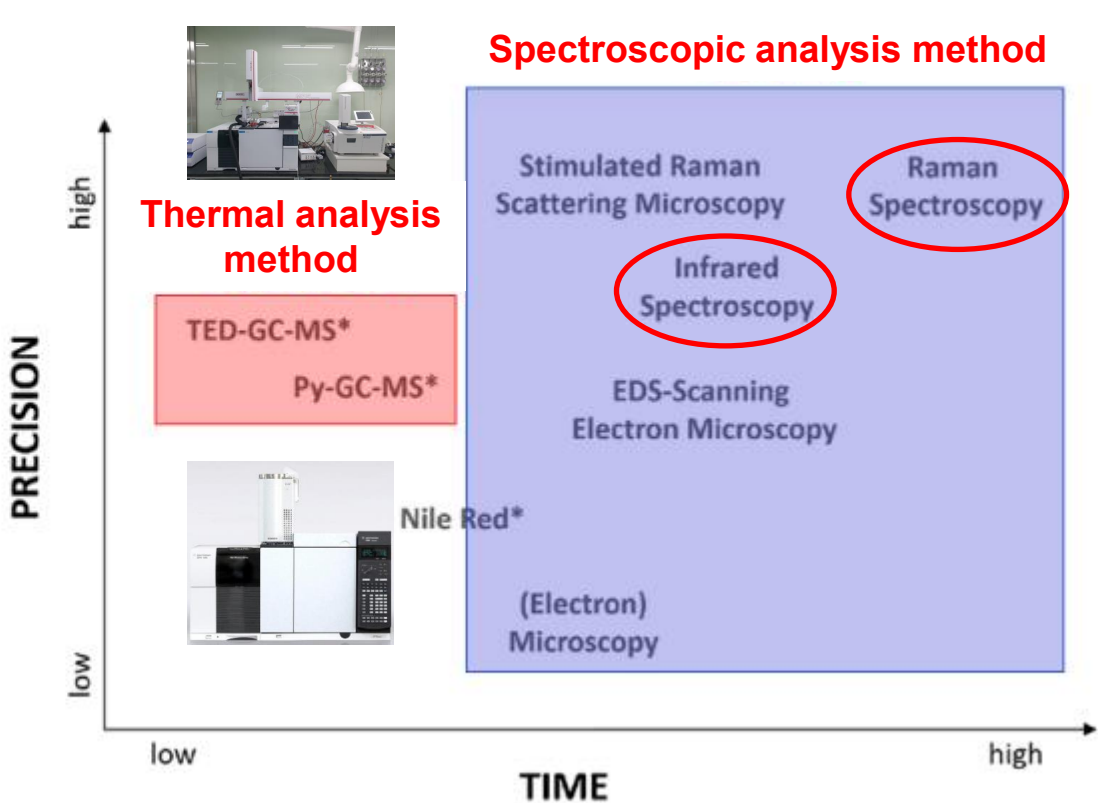 Spectroscopic analysis method
Thermal analysis
method
Stimulated Raman
Scattering Microscopy
Raman
Spectroscopy
Infrared
Spectroscopy
TED-GC-MS*
Py-GC-MS*
EDS-Scanning
Electron Microscopy
Nile Red*
(Electron)
Microscopy
PRECISION
high
low
low
high
TIME